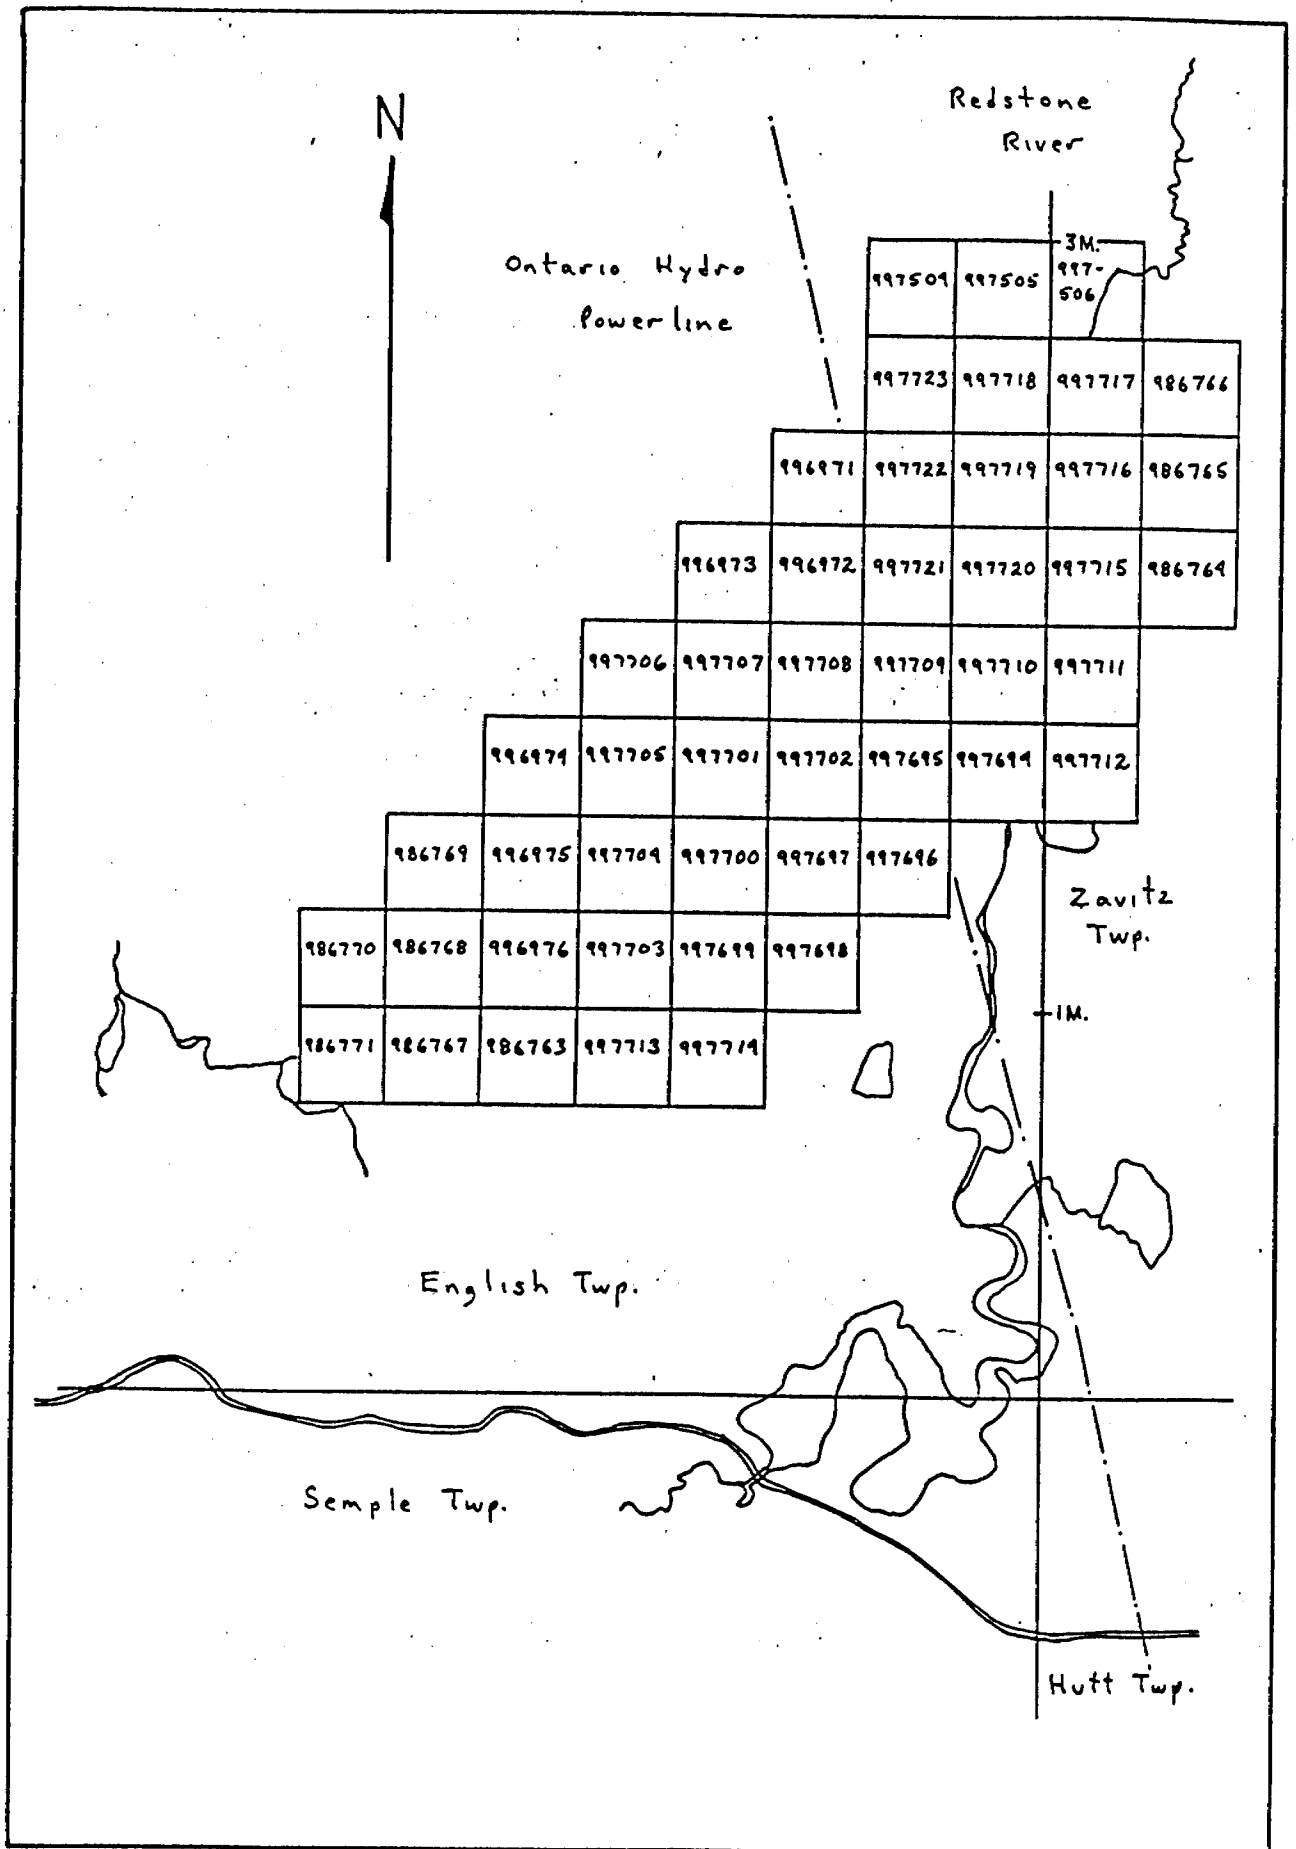 N
Redstone
River
Ontario Hydro
Powerline
3M.
997504 997505 997-
506
997723 997718 997717 986766
996971 997722 997719 997716 986765
996973 996972 997721 997720 997715 986764
997706 997707 997708 997709 997710 997711
996974 997705 997701 997702 997695 997694 997712
986769 996975 997704 997700 997697 997696
Zavitz
Twp.
986770 986768 996976 997703 997699 997698
1M.
986771 986767 986763 997713 997714
English Twp.
Semple Twp.
Hutt Twp.